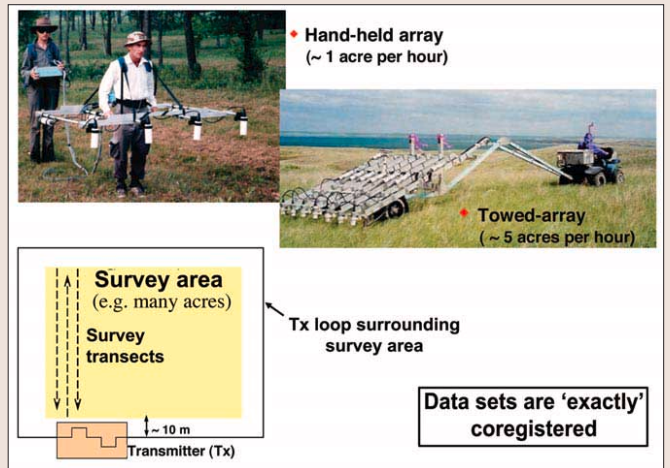 Hand-held array
(~ 1 acre per hour)
Towed-array
(~ 5 acres per hour)
Survey area
(e.g. many acres)
Survey
transects
Tx loop surrounding
survey area
~ 10 m
Transmitter (Tx)
Data sets are 'exactly'
coregistered